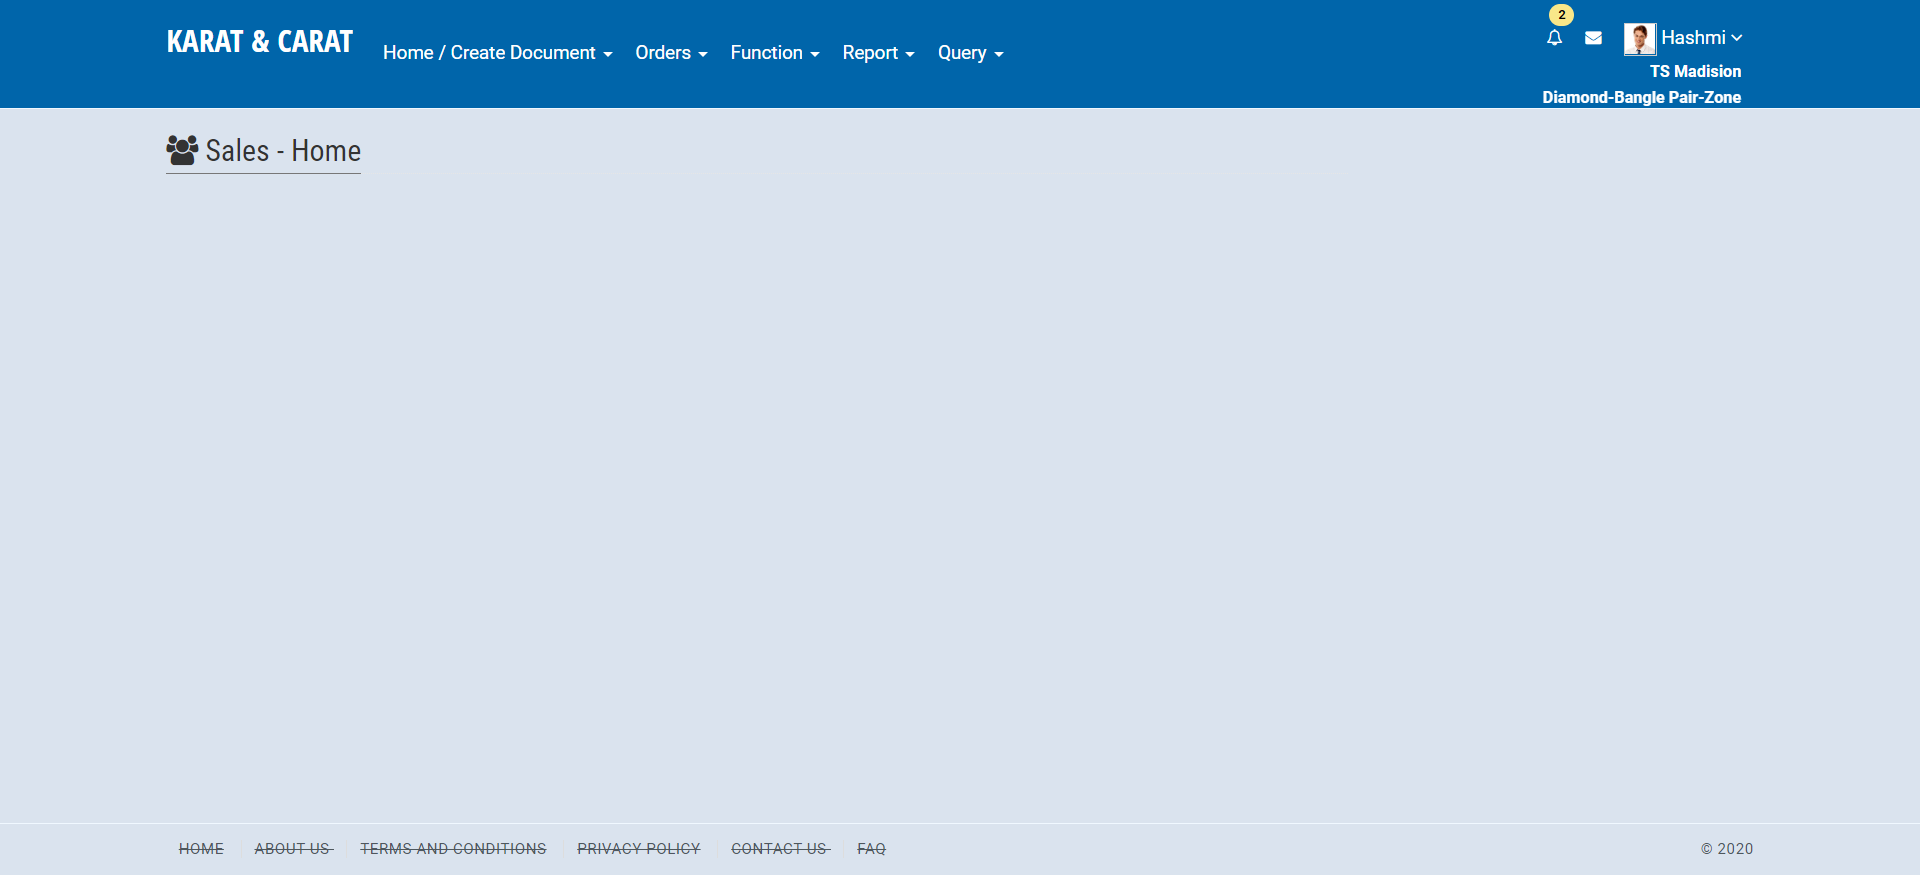 KARAT & CARAT
Home / Create Document
Orders
Function
Report
Query
2
Hashmi
TS Madision
Diamond-Bangle Pair-Zone
Sales - Home
HOME
ABOUT US
TERMS AND CONDITIONS
PRIVACY POLICY
CONTACT US
FAQ
© 2020